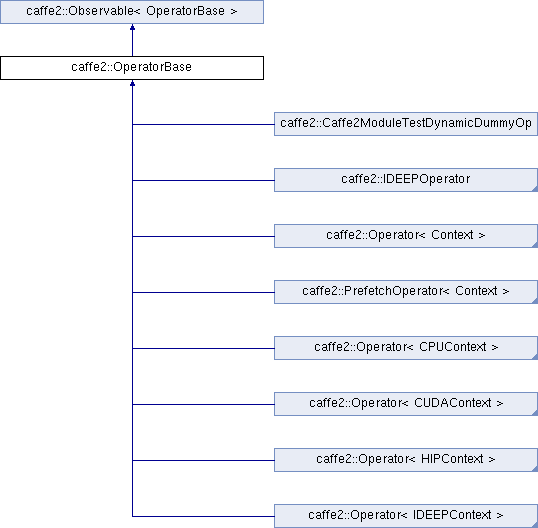 caffe2::Observable< OperatorBase >
caffe2::OperatorBase
caffe2::Caffe2ModuleTestDynamicDummyOp
caffe2::IDEEPOperator
caffe2::Operator< Context >
caffe2::PrefetchOperator< Context >
caffe2::Operator< CPUContext >
caffe2::Operator< CUDAContext >
caffe2::Operator< HIPContext >
caffe2::Operator< IDEEPContext >